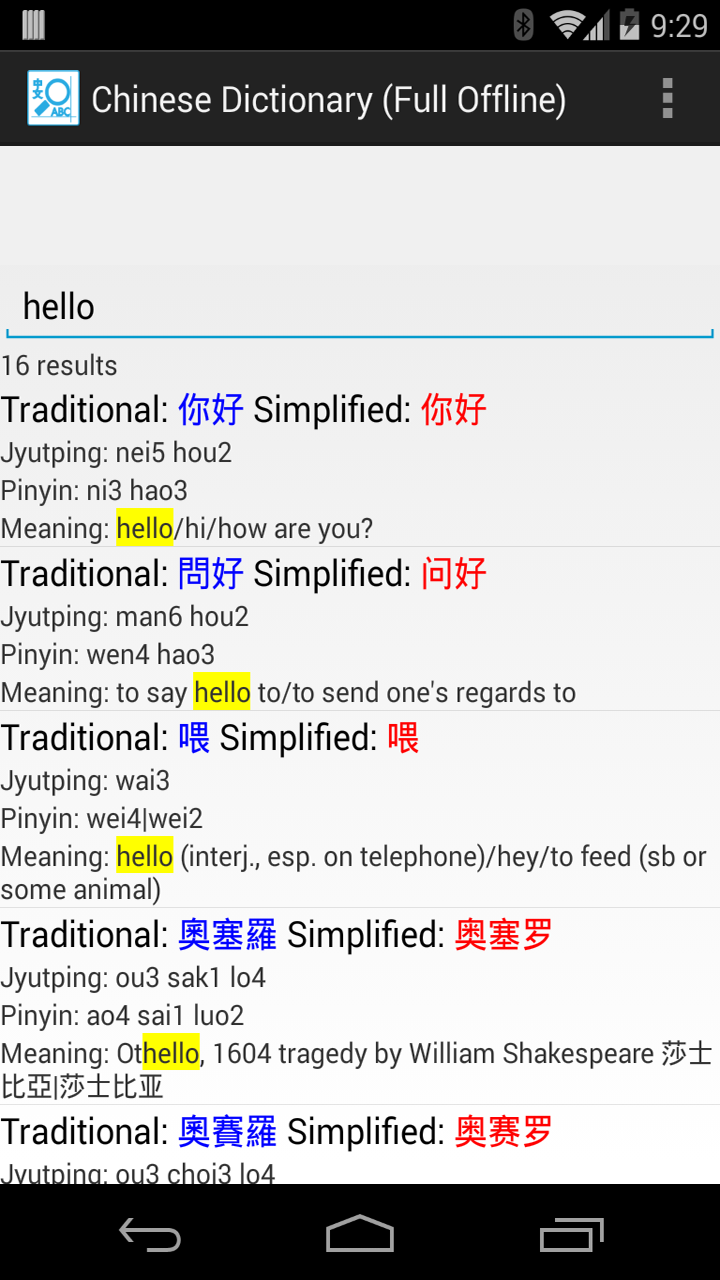 9:29
中文
ABC
Chinese Dictionary (Full Offline)
hello
16 results
Traditional: 你好 Simplified: 你好
Jyutping: nei5 hou2
Pinyin: ni3 hao3
Meaning: hello/hi/how are you?
Traditional: 問好 Simplified: 问好
Jyutping: man6 hou2
Pinyin: wen4 hao3
Meaning: to say hello to/to send one's regards to
Traditional: 喂 Simplified: 喂
Jyutping: wai3
Pinyin: wei4|wei2
Meaning: hello (interj., esp. on telephone)/hey/to feed (sb or
some animal)
Traditional: 奧塞羅 Simplified: 奥塞罗
Jyutping: ou3 sak1 lo4
Pinyin: ao4 sai1 luo2
Meaning: Othello, 1604 tragedy by William Shakespeare 莎士
比亞|莎士比亚
Traditional: 奧賽羅 Simplified: 奥赛罗
Jyutping: ou3 choi3 lo4